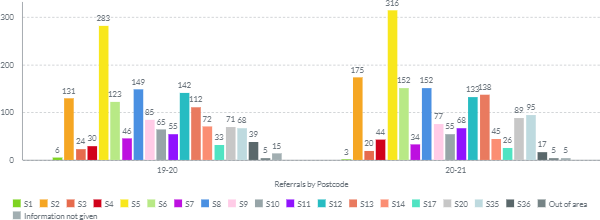 300
200
100
0
6 131 24 30 283 123 46 149 85 65 55 142 112 72 33 71 68 39 5 15
3 175 20 44 316 152 34 152 77 55 68 133 138 45 26 89 95 17 5 5
19-20 20-21
Referrals by Postcode
S1 S2 S3 S4 S5 S6 S7 S8 S9 S10 S11 S12 S13 S14 S17 S20 S35 S36 Out of area
Information not given